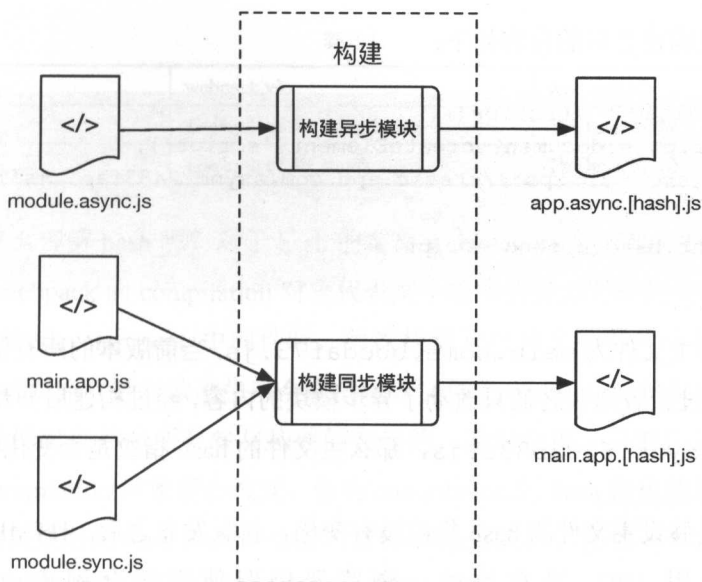 构建
</>
构建异步模块
</>
module.async.js
app.async.[hash].js
</>
main.app.js
构建同步模块
</>
main.app.[hash].js
</>
module.sync.js